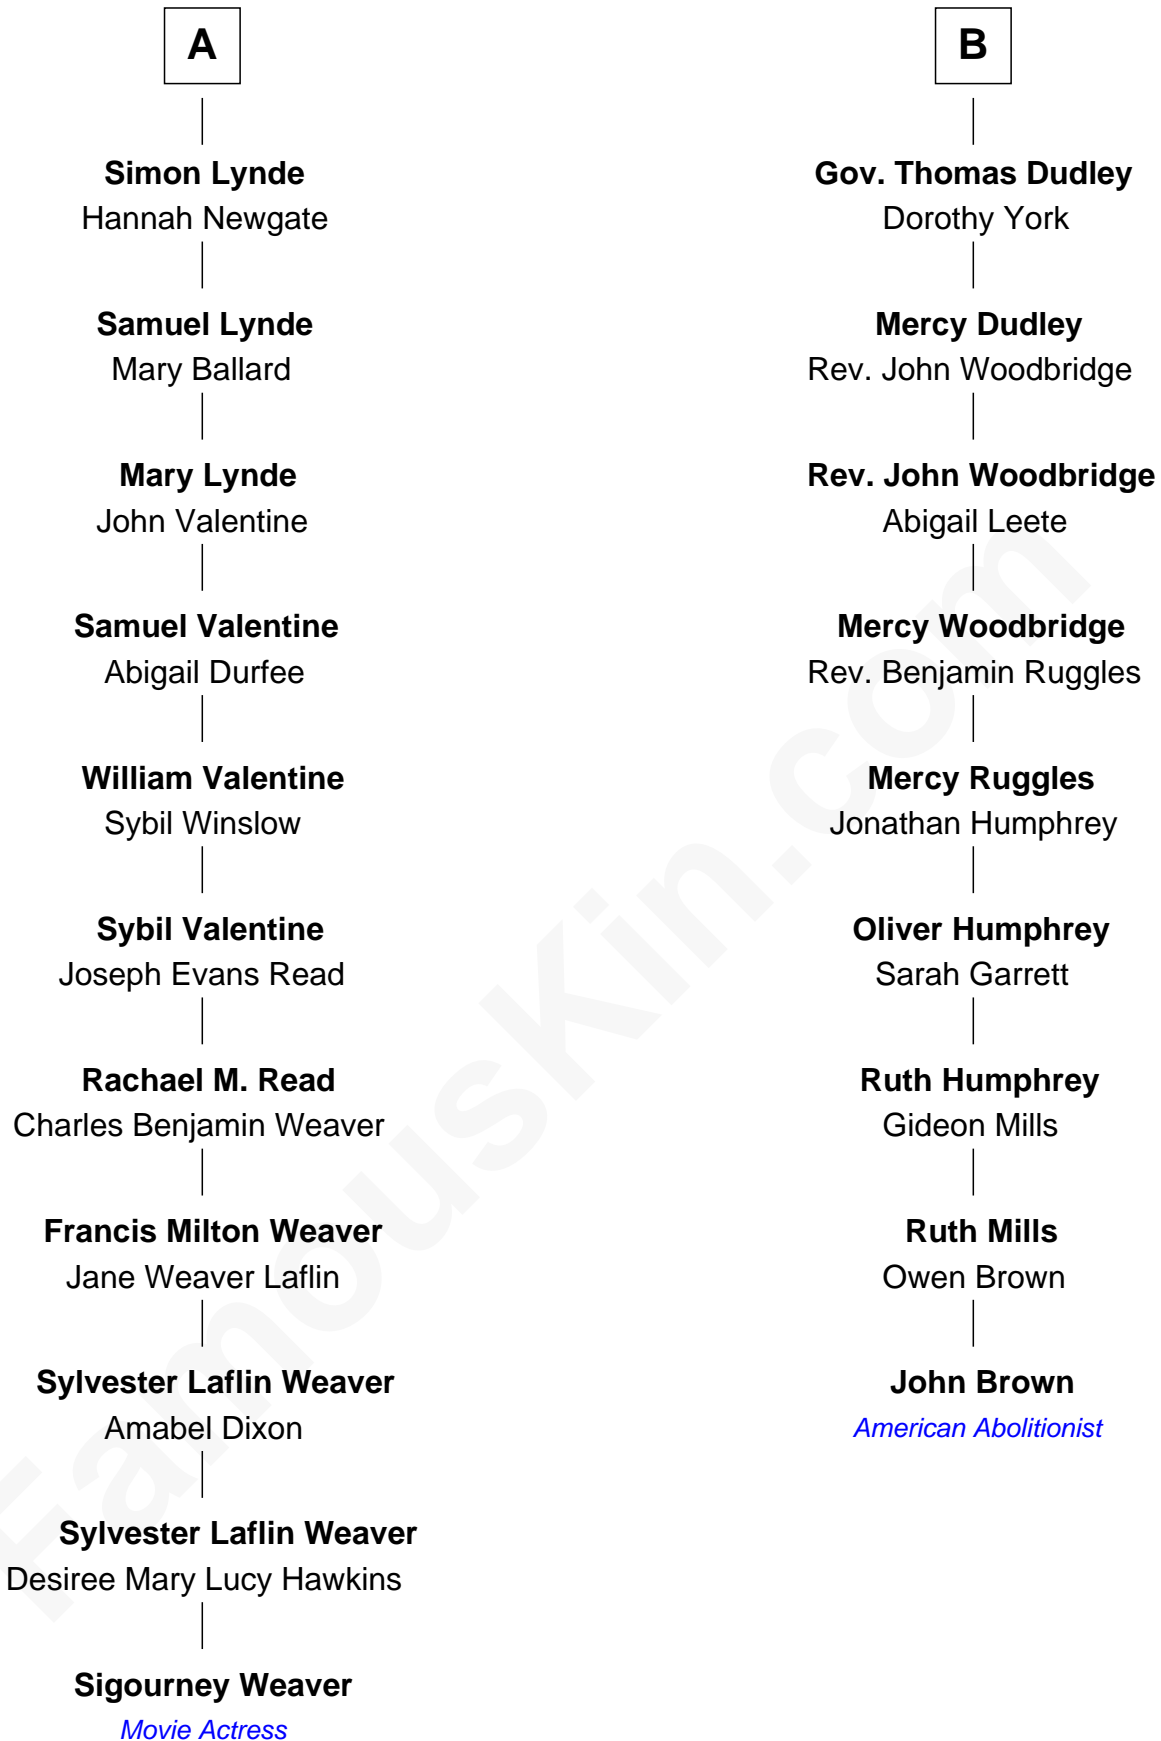 A
Simon Lynde
Hannah Newgate
Samuel Lynde
Mary Ballard
Mary Lynde
John Valentine
Samuel Valentine
Abigail Durfee
William Valentine
Sybil Winslow
Sybil Valentine
Joseph Evans Read
Rachael M. Read
Charles Benjamin Weaver
Francis Milton Weaver
Jane Weaver Laflin
Sylvester Laflin Weaver
Amabel Dixon
Sylvester Laflin Weaver
Desiree Mary Lucy Hawkins
Sigourney Weaver
Movie Actress
B
Gov. Thomas Dudley
Dorothy York
Mercy Dudley
Rev. John Woodbridge
Rev. John Woodbridge
Abigail Leete
Mercy Woodbridge
Rev. Benjamin Ruggles
Mercy Ruggles
Jonathan Humphrey
Oliver Humphrey
Sarah Garrett
Ruth Humphrey
Gideon Mills
Ruth Mills
Owen Brown
John Brown
American Abolitionist
FamousKin.com